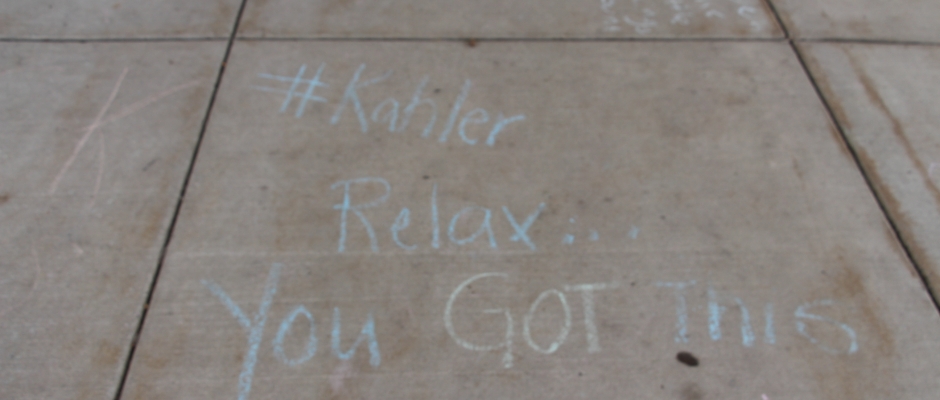 #Kahler
Relax...
You GOT This